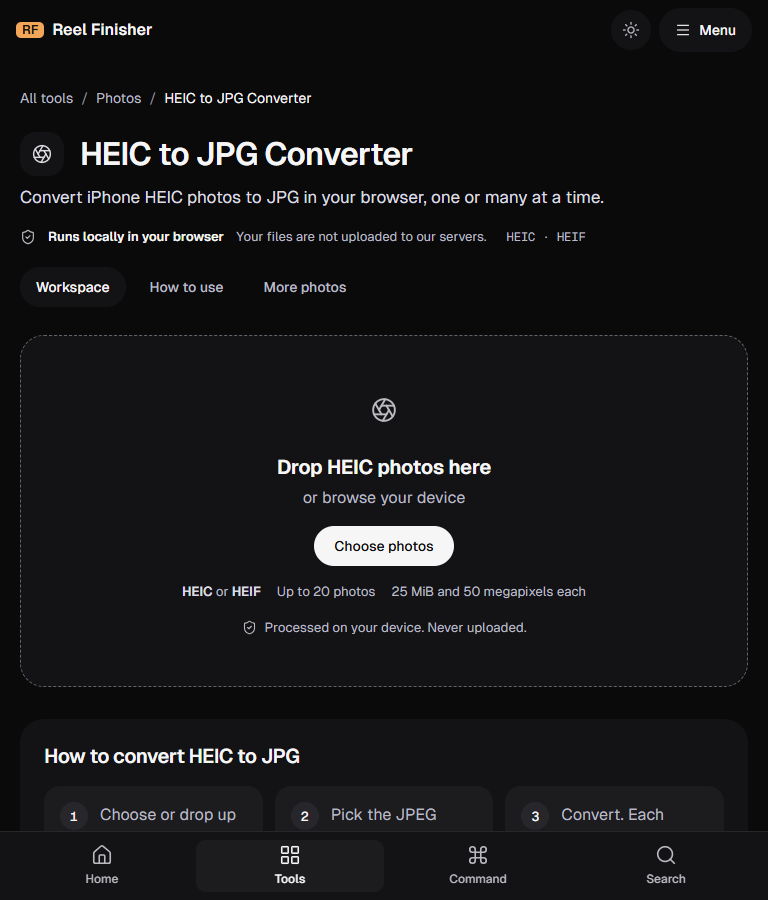 RF Reel Finisher
Menu
All tools / Photos / HEIC to JPG Converter
HEIC to JPG Converter
Convert iPhone HEIC photos to JPG in your browser, one or many at a time.
Runs locally in your browser Your files are not uploaded to our servers. HEIC · HEIF
Workspace How to use More photos
Drop HEIC photos here
or browse your device
Choose photos
HEIC or HEIF Up to 20 photos 25 MiB and 50 megapixels each
Processed on your device. Never uploaded.
How to convert HEIC to JPG
1 Choose or drop up
2 Pick the JPEG
3 Convert. Each
Home Tools Command Search